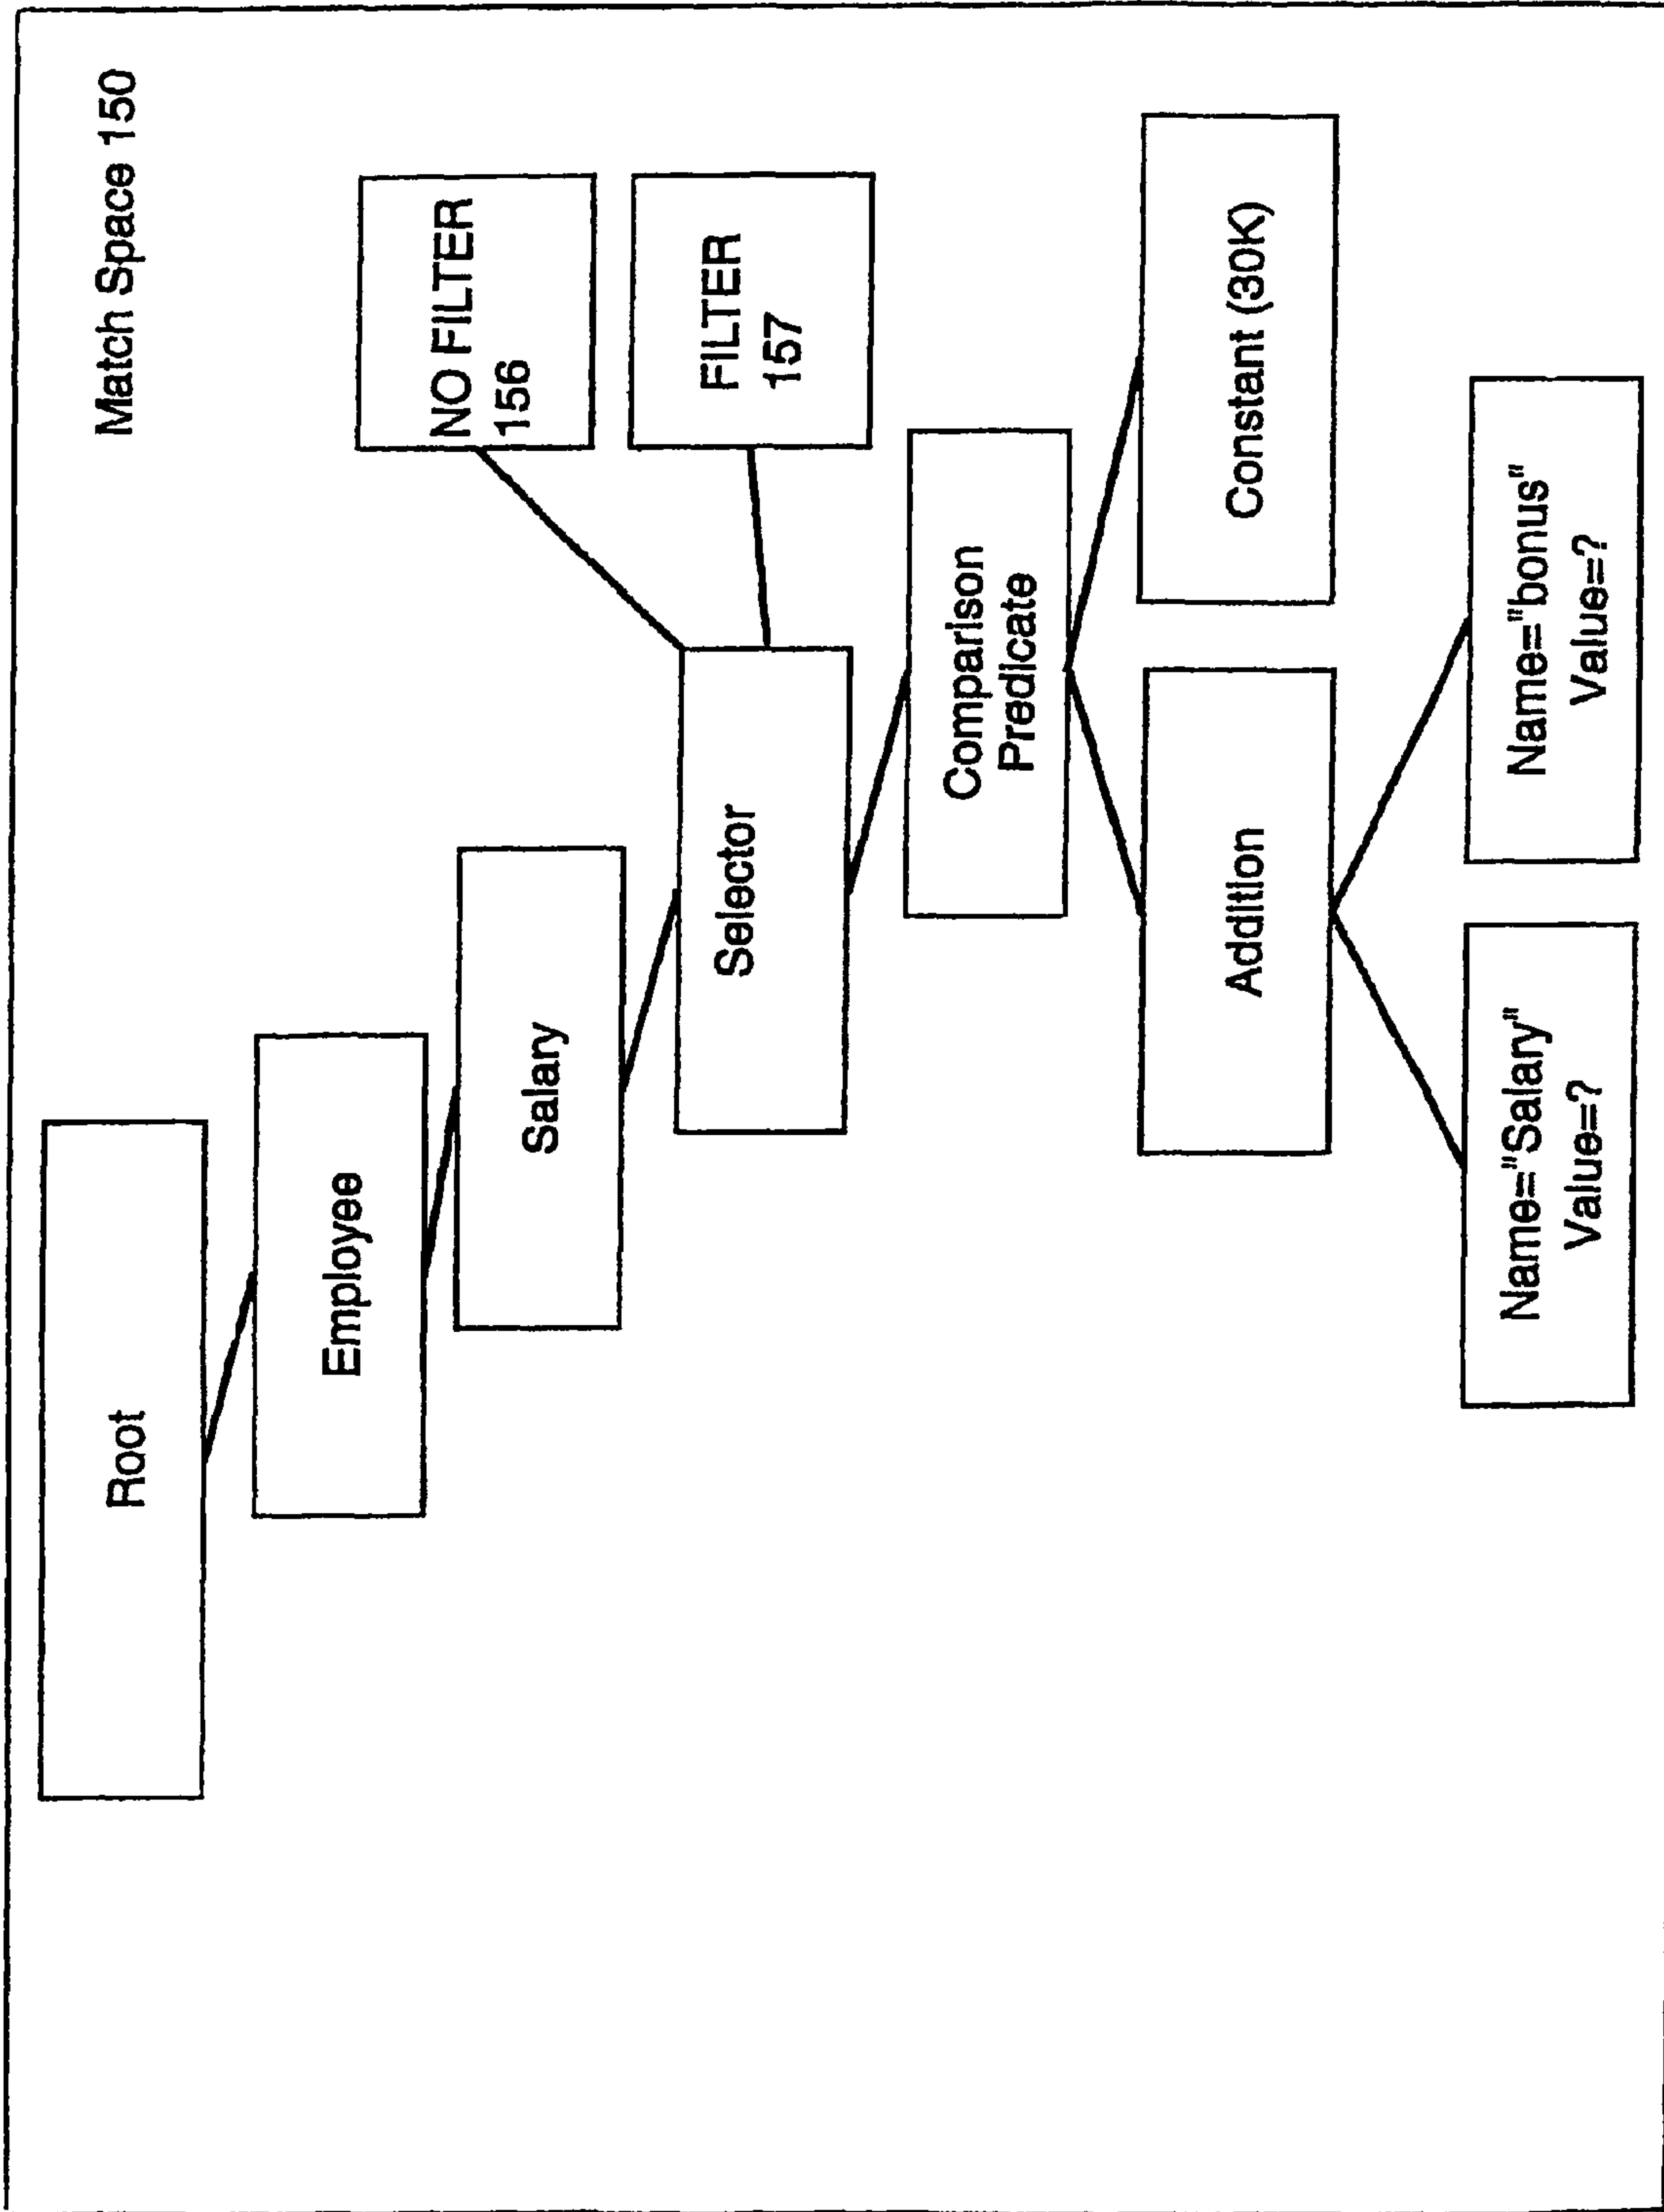 Match Space 150
Root
Employee
Salary
Selector
NO FILTER
156
FILTER
157
Comparison
Predicate
Addition
Constant (30K)
Name="Salary"
Value=?
Name="bonus"
Value=?